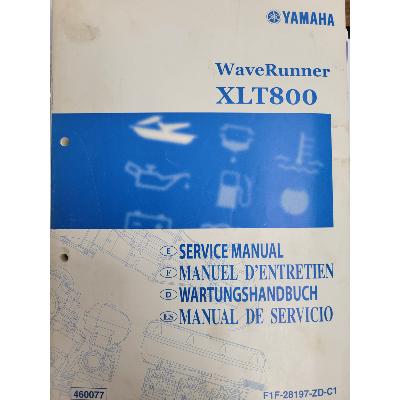 YAMAHA
WaveRunner
XLT800
E SERVICE MANUAL
F MANUEL D'ENTRETIEN
D WARTUNGSHANDBUCH
ES MANUAL DE SERVICIO
460077
F1F-28197-ZD-C1